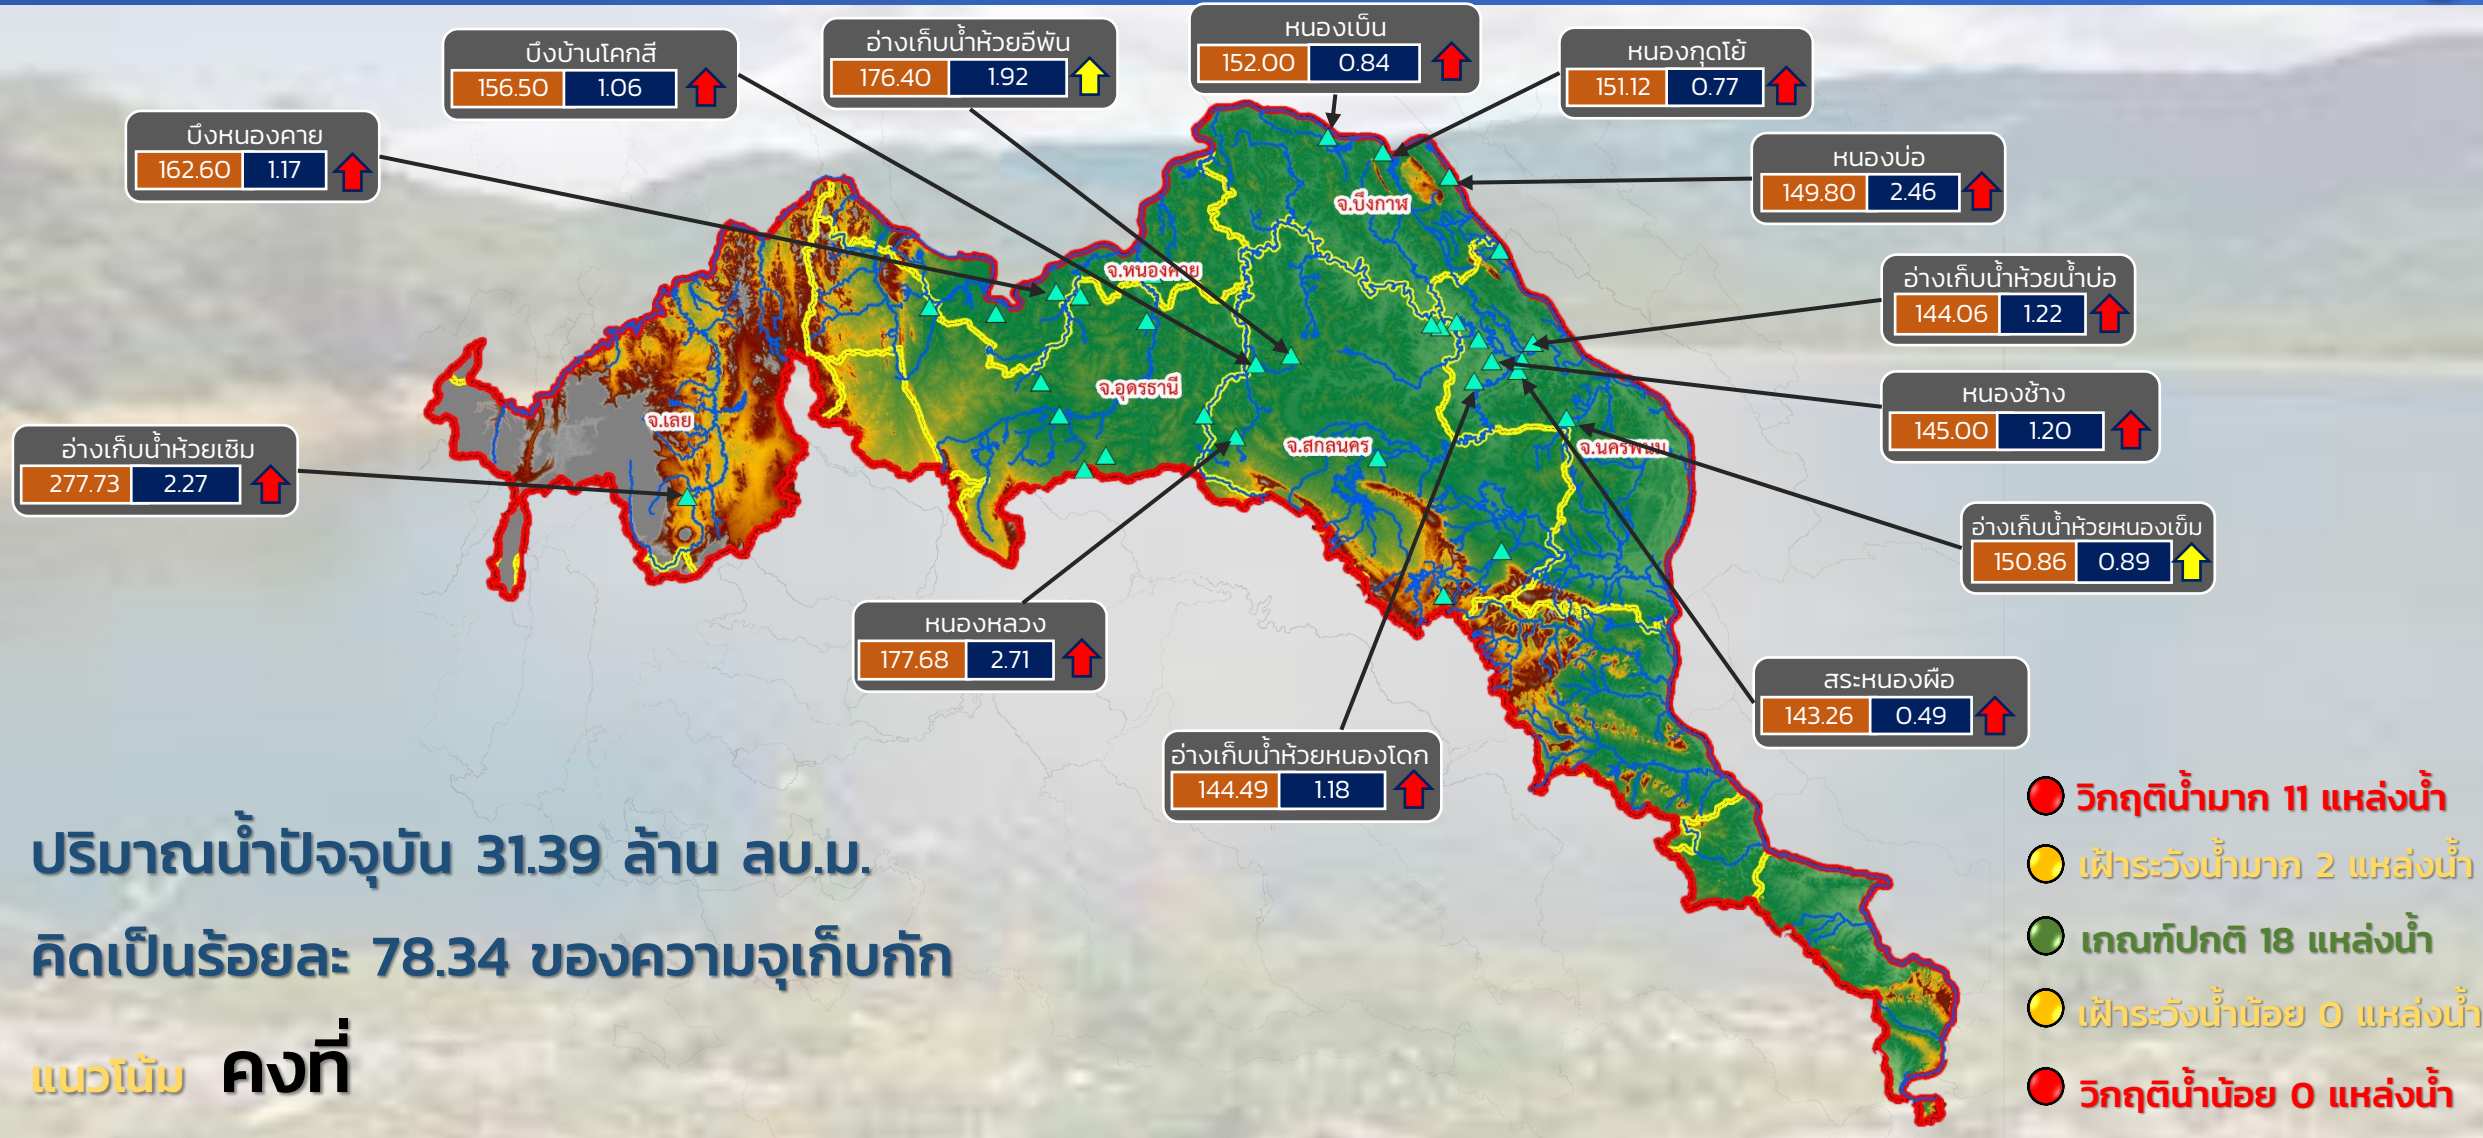 หนองเบ็น
152.00 0.84
อ่างเก็บน้ำห้วยอีพัน
176.40 1.92
บึงบ้านโคกสี
156.50 1.06
หนองกุดโย้
151.12 0.77
บึงหนองคาย
162.60 1.17
หนองบ่อ
149.80 2.46
จ.บึงกาฬ
จ.หนองคาย
อ่างเก็บน้ำห้วยน้ำบ่อ
144.06 1.22
จ.อุดรธานี
หนองช้าง
145.00 1.20
จ.เลย
จ.สกลนคร
จ.นครพนม
อ่างเก็บน้ำห้วยเซิม
277.73 2.27
อ่างเก็บน้ำห้วยหนองเข็ม
150.86 0.89
หนองหลวง
177.68 2.71
สระหนองผือ
143.26 0.49
อ่างเก็บน้ำห้วยหนองโดก
144.49 1.18
ปริมาณน้ำปัจจุบัน 31.39 ล้าน ลบ.ม.
คิดเป็นร้อยละ 78.34 ของความจุเก็บกัก
แนวโน้ม คงที่
วิกฤติน้ำมาก 11 แหล่งน้ำ
เฝ้าระวังน้ำมาก 2 แหล่งน้ำ
เกณฑ์ปกติ 18 แหล่งน้ำ
เฝ้าระวังน้ำน้อย 0 แหล่งน้ำ
วิกฤติน้ำน้อย 0 แหล่งน้ำ